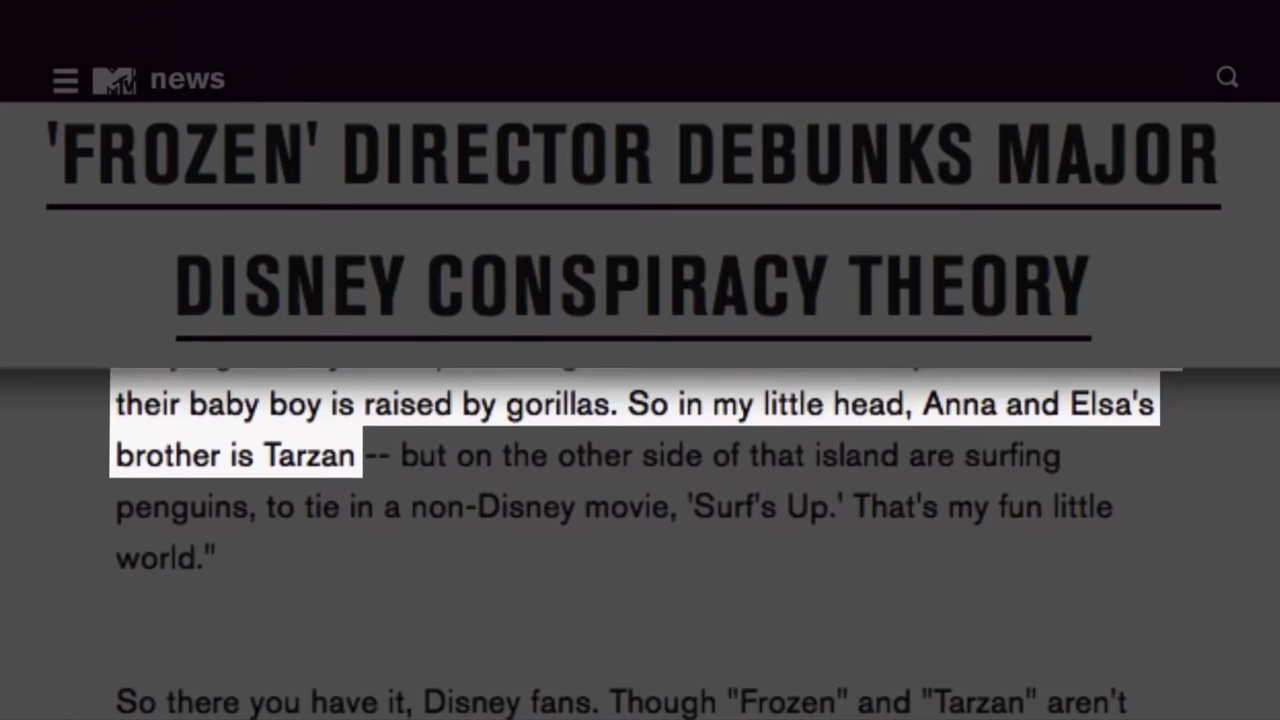 MTV news
'FROZEN' DIRECTOR DEBUNKS MAJOR
DISNEY CONSPIRACY THEORY
their baby boy is raised by gorillas. So in my little head, Anna and Elsa's
brother is Tarzan -- but on the other side of that island are surfing
penguins, to tie in a non-Disney movie, 'Surf's Up.' That's my fun little
world."
So there you have it, Disney fans. Though "Frozen" and "Tarzan" aren't